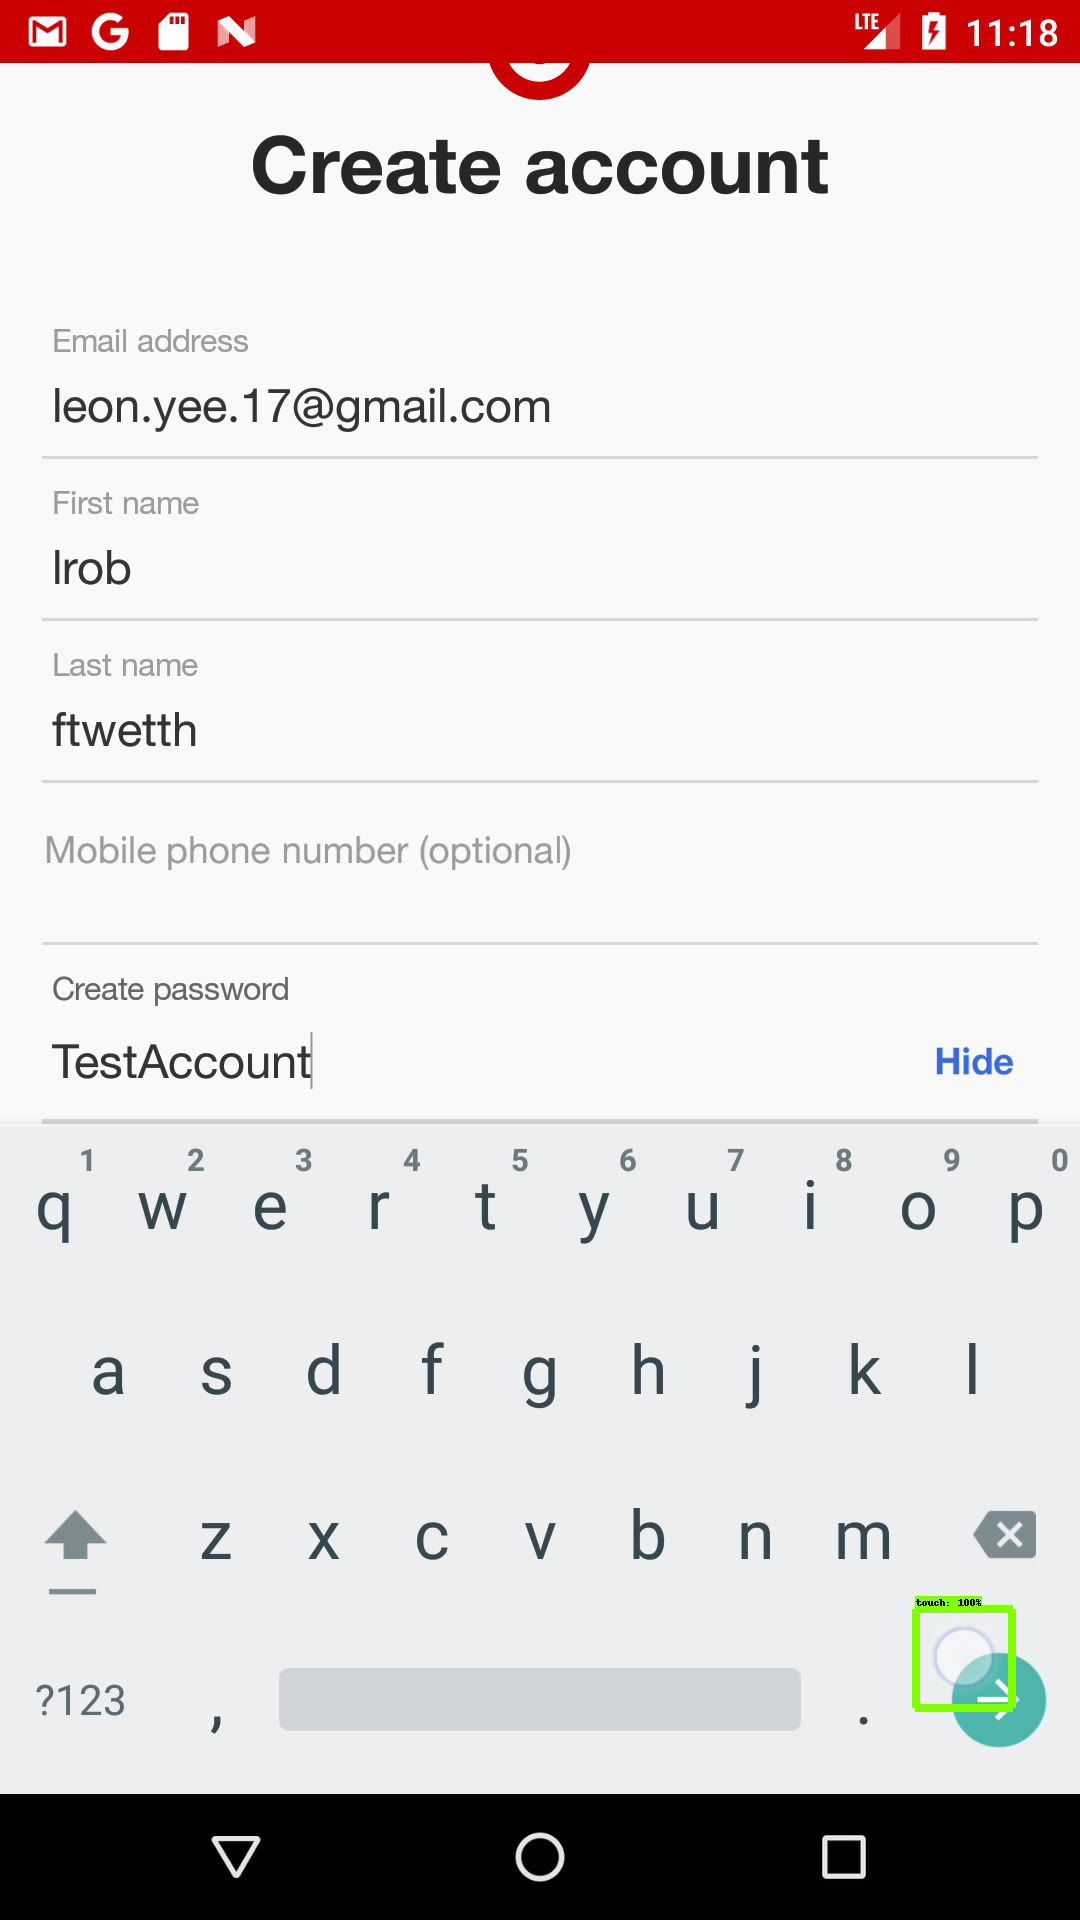 LTE 11:18
Create account
Email address
leon.yee.17@gmail.com
First name
lrob
Last name
ftwetth
Mobile phone number (optional)
Create password
TestAccount Hide
1 2 3 4 5 6 7 8 9 0
q w e r t y u i o p
a s d f g h j k l
z x c v b n m
touch: 100%
?123 , .